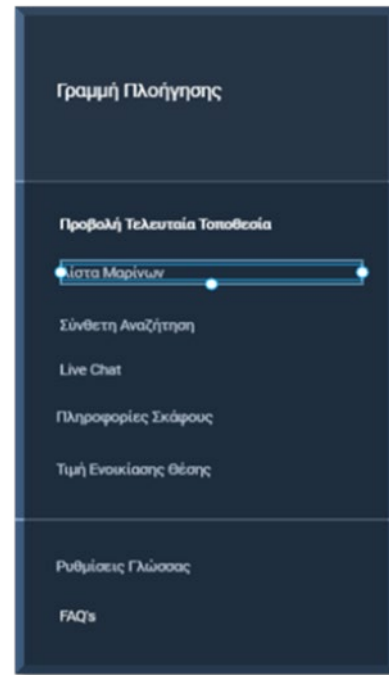 Γραμμή Πλοήγησης
Προβολή Τελευταία Τοποθεσία
Λίστα Μαρίνων
Σύνθετη Αναζήτηση
Live Chat
Πληροφορίες Σκάφους
Τιμή Ενοικίασης Θέσης
Ρυθμίσεις Γλώσσας
FAQ's